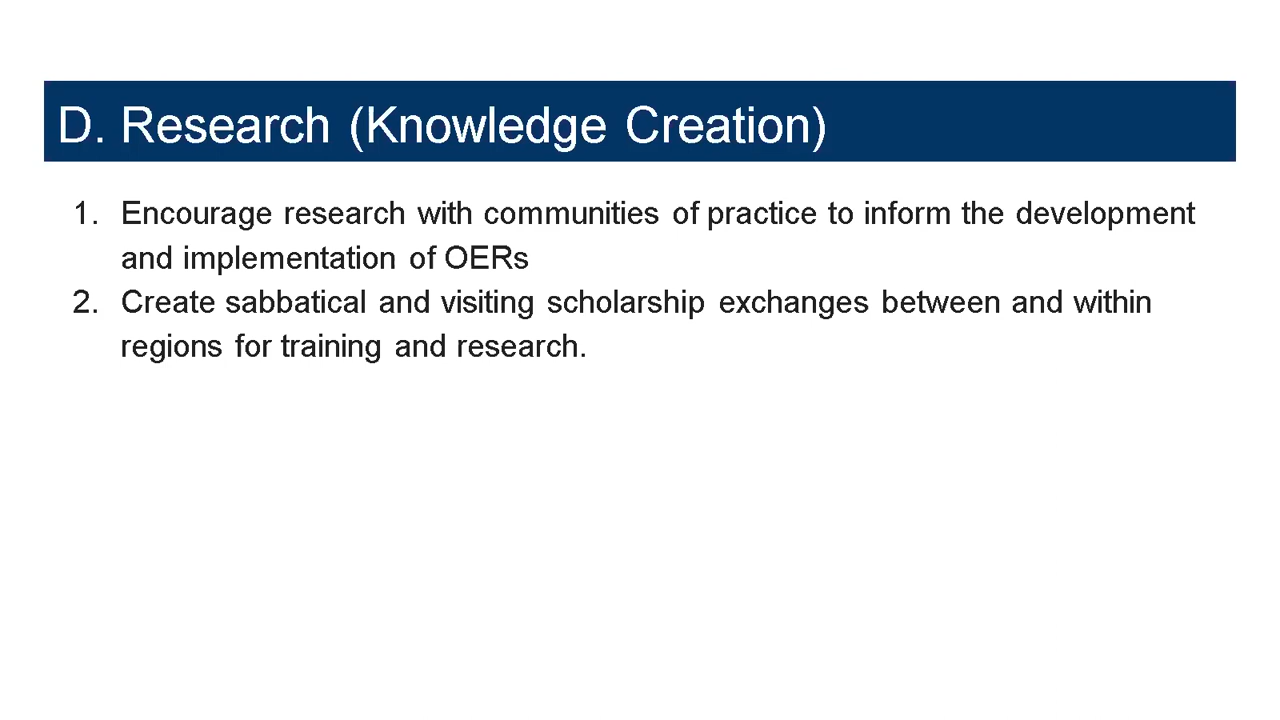 D. Research (Knowledge Creation)
1. Encourage research with communities of practice to inform the development
and implementation of OERs
2. Create sabbatical and visiting scholarship exchanges between and within
regions for training and research.